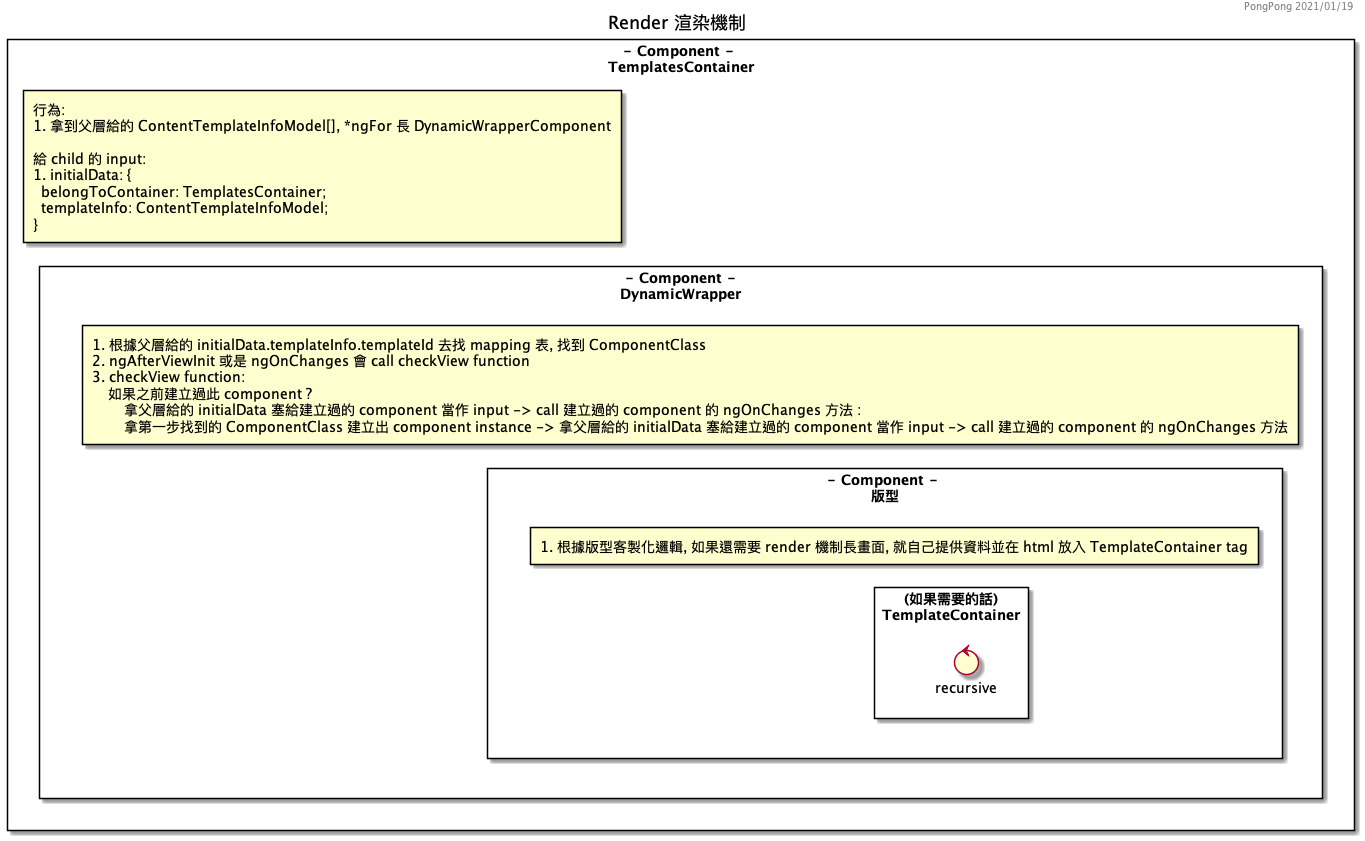 PongPong 2021/01/19
Render 渲染機制
- Component -
TemplatesContainer
行為:
1. 拿到父層給的 ContentTemplateInfoModel[], *ngFor 長 DynamicWrapperComponent
給 child 的 input:
1. initialData: {
belongToContainer: TemplatesContainer;
templateInfo: ContentTemplateInfoModel;
}
- Component -
DynamicWrapper
1. 根據父層給的 initialData.templateInfo.templateId 去找 mapping 表, 找到 ComponentClass
2. ngAfterViewInit 或是 ngOnChanges 會 call checkView function
3. checkView function:
如果之前建立過此 component ?
拿父層給的 initialData 塞給建立過的 component 當作 input -> call 建立過的 component 的 ngOnChanges 方法 :
拿第一步找到的 ComponentClass 建立出 component instance -> 拿父層給的 initialData 塞給建立過的 component 當作 input -> call 建立過的 component 的 ngOnChanges 方法
- Component -
版型
1. 根據版型客製化邏輯, 如果還需要 render 機制長畫面, 就自己提供資料並在 html 放入 TemplateContainer tag
(如果需要的話)
TemplateContainer
recursive